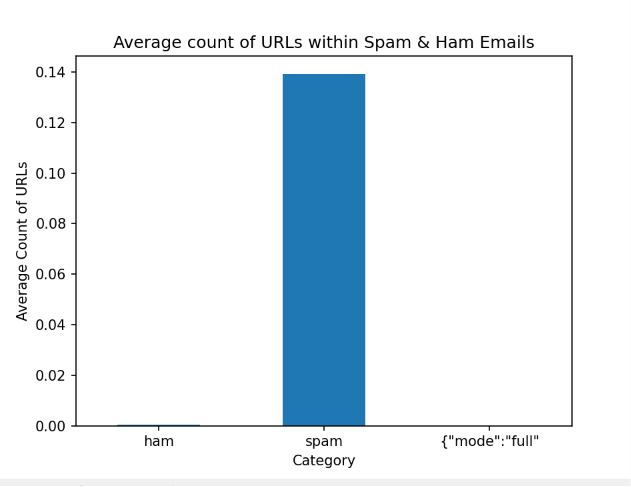 Average count of URLs within Spam & Ham Emails
0.14
0.12
0.10
0.08
0.06
0.04
0.02
0.00
Average Count of URLs
ham spam {"mode":"full"
Category